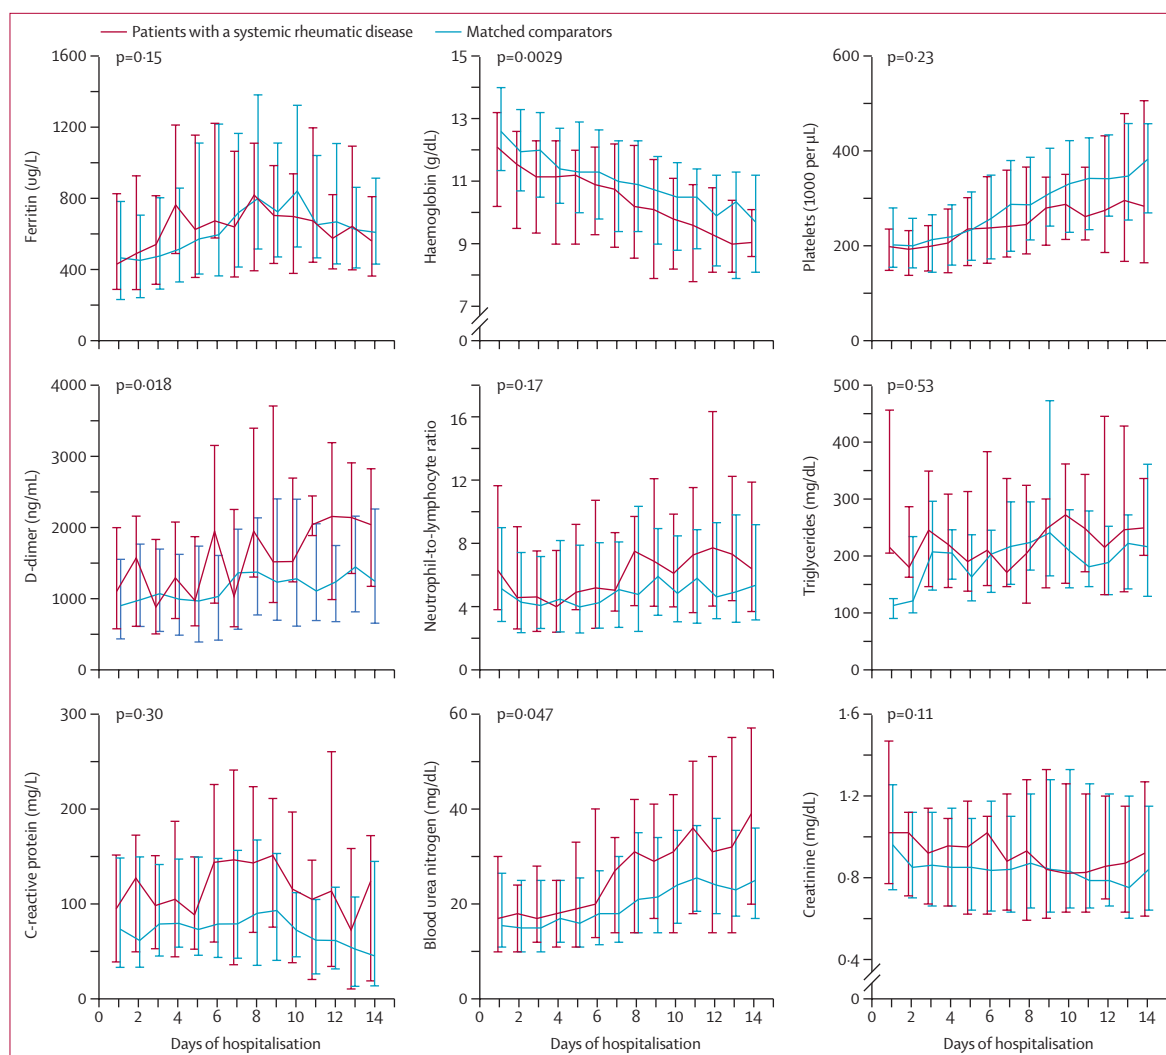 Patients with a systemic rheumatic disease Matched comparators
p=0·15
Ferritin (ug/L)
1600
1200
800
400
0
p=0·0029
Haemoglobin (g/dL)
15
13
11
9
7
0
p=0·23
Platelets (1000 per µL)
600
400
200
0
p=0·018
D-dimer (ng/mL)
4000
3000
2000
1000
0
p=0·17
Neutrophil-to-lymphocyte ratio
16
12
8
4
0
p=0·53
Triglycerides (mg/dL)
500
400
300
200
100
0
p=0·30
C-reactive protein (mg/L)
300
200
100
0
0 2 4 6 8 10 12 14
Days of hospitalisation
p=0·047
Blood urea nitrogen (mg/dL)
60
40
20
0
0 2 4 6 8 10 12 14
Days of hospitalisation
p=0·11
Creatinine (mg/dL)
1·6
1·2
0·8
0·4
0
0 2 4 6 8 10 12 14
Days of hospitalisation